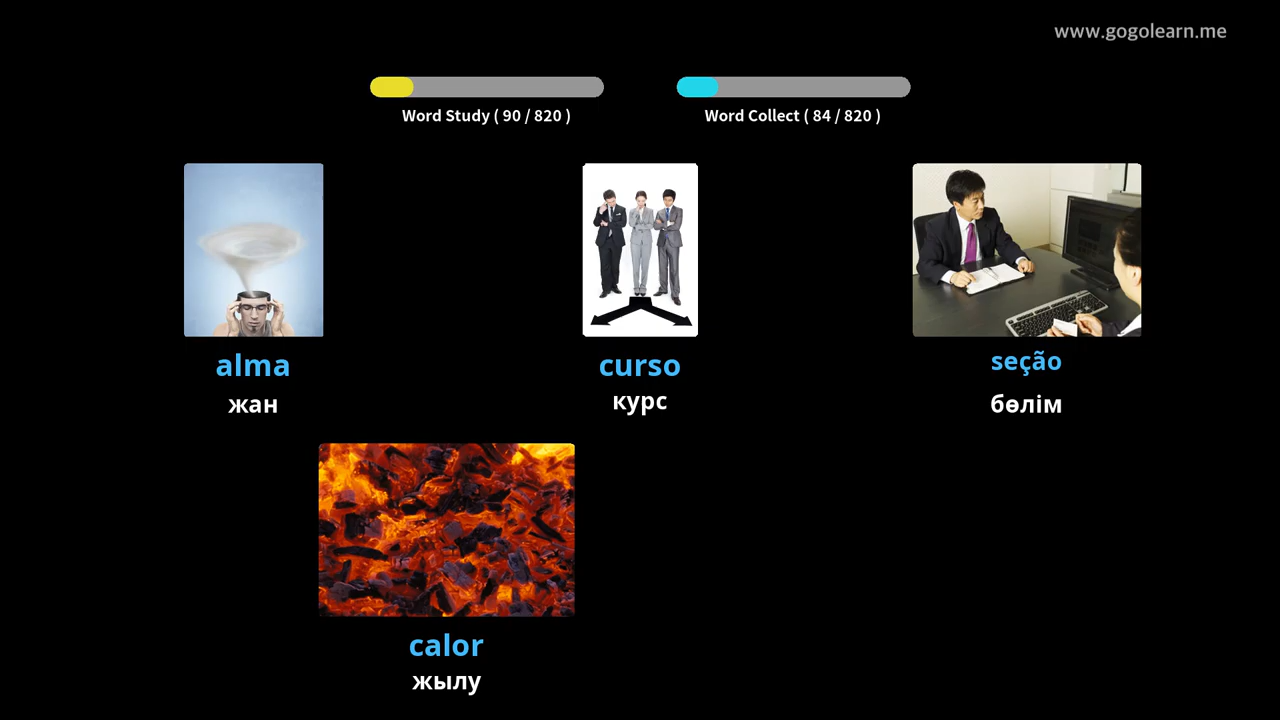 www.gogolearn.me
Word Study ( 90 / 820 )
Word Collect ( 84 / 820 )
alma
жан
curso
курс
seção
бөлім
calor
жылу